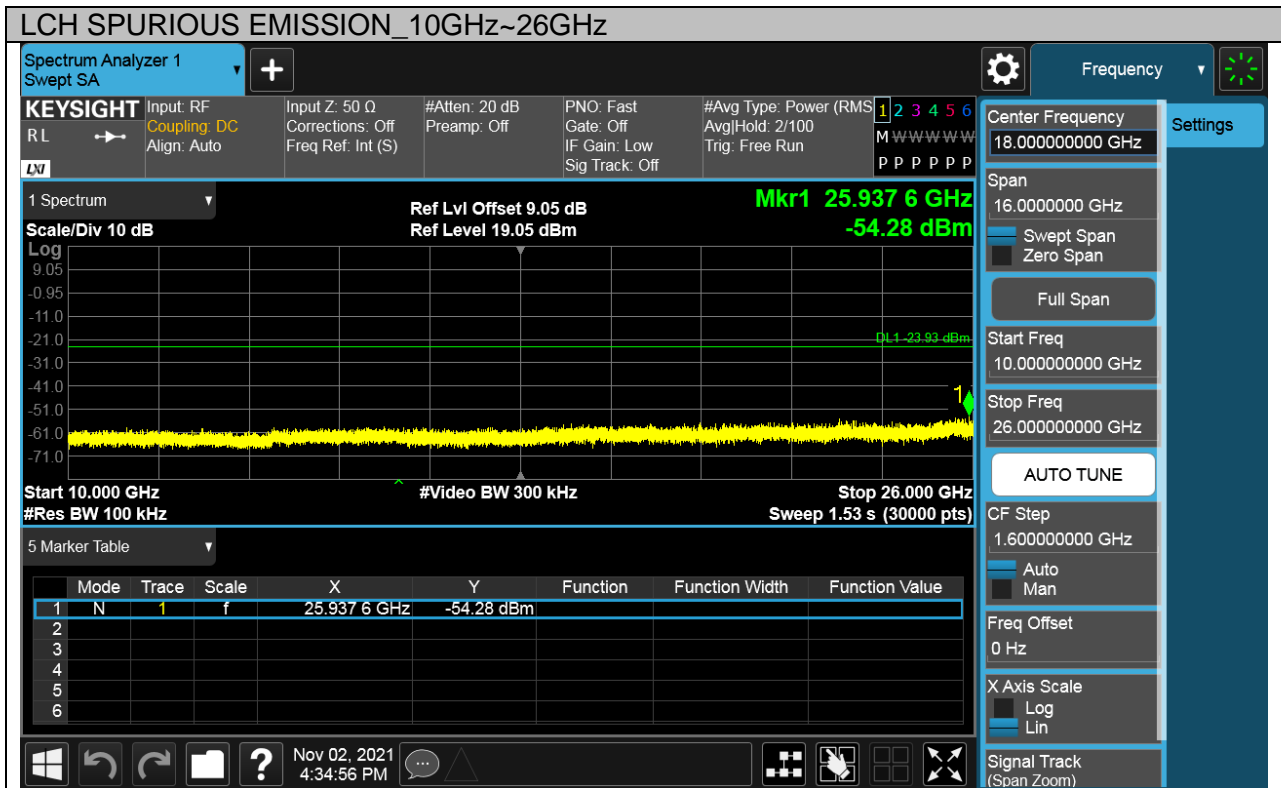 LCH SPURIOUS EMISSION_10GHz~26GHz
Spectrum Analyzer 1
Swept SA
+
Frequency
KEYSIGHT
RL
LXI
Input: RF
Coupling: DC
Align: Auto
Input Z: 50 Ω
Corrections: Off
Freq Ref: Int (S)
#Atten: 20 dB
Preamp: Off
PNO: Fast
Gate: Off
IF Gain: Low
Sig Track: Off
#Avg Type: Power (RMS
Avg|Hold: 2/100
Trig: Free Run
1 2 3 4 5 6
M W W W W W
P P P P P P
1 Spectrum
Scale/Div 10 dB
Ref Lvl Offset 9.05 dB
Ref Level 19.05 dBm
Mkr1 25.937 6 GHz
-54.28 dBm
Log
9.05
-0.95
-11.0
-21.0
-31.0
-41.0
-51.0
-61.0
-71.0
DL1 -23.93 dBm
1
Start 10.000 GHz
#Video BW 300 kHz
Stop 26.000 GHz
#Res BW 100 kHz
Sweep 1.53 s (30000 pts)
5 Marker Table
Mode Trace Scale X Y Function Function Width Function Value
1 N 1 f 25.937 6 GHz -54.28 dBm
2
3
4
5
6
?
Nov 02, 2021
4:34:56 PM
Center Frequency
18.000000000 GHz
Settings
Span
16.0000000 GHz
Swept Span
Zero Span
Full Span
Start Freq
10.000000000 GHz
Stop Freq
26.000000000 GHz
AUTO TUNE
CF Step
1.600000000 GHz
Auto
Man
Freq Offset
0 Hz
X Axis Scale
Log
Lin
Signal Track
(Span Zoom)